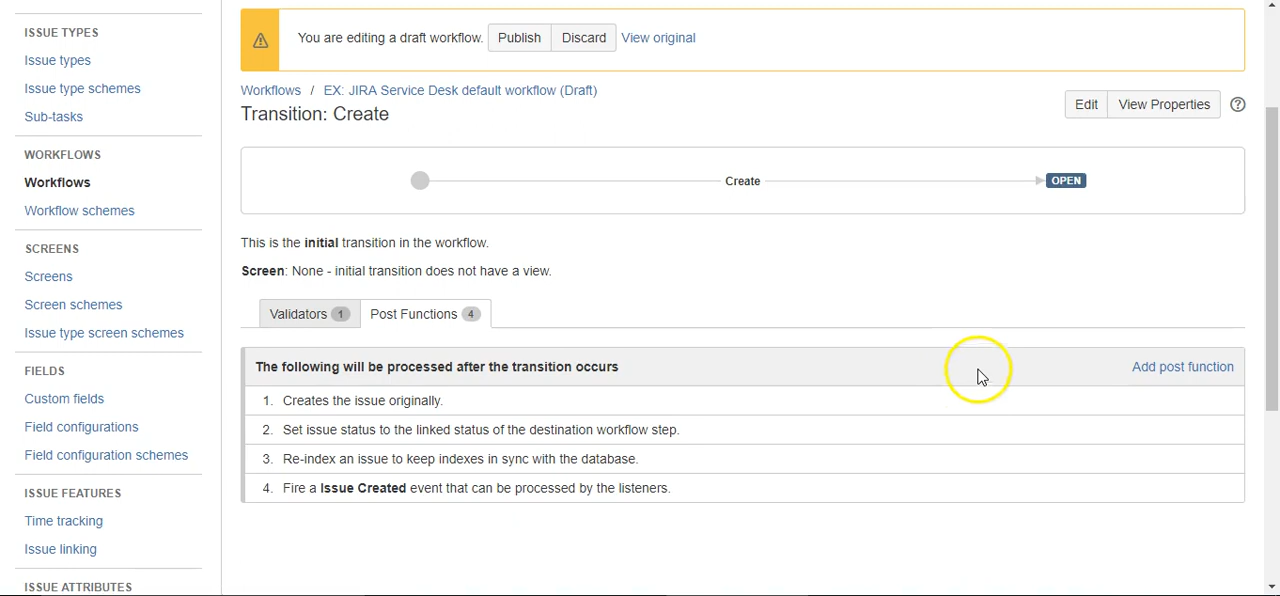 ISSUE TYPES
Issue types
Issue type schemes
Sub-tasks
WORKFLOWS
Workflows
Workflow schemes
SCREENS
Screens
Screen schemes
Issue type screen schemes
FIELDS
Custom fields
Field configurations
Field configuration schemes
ISSUE FEATURES
Time tracking
Issue linking
ISSUE ATTRIBUTES
You are editing a draft workflow. Publish Discard View original
Workflows / EX: JIRA Service Desk default workflow (Draft)
Transition: Create
Edit View Properties ?
Create OPEN
This is the initial transition in the workflow.
Screen: None - initial transition does not have a view.
Validators 1 Post Functions 4
The following will be processed after the transition occurs Add post function
1. Creates the issue originally.
2. Set issue status to the linked status of the destination workflow step.
3. Re-index an issue to keep indexes in sync with the database.
4. Fire a Issue Created event that can be processed by the listeners.